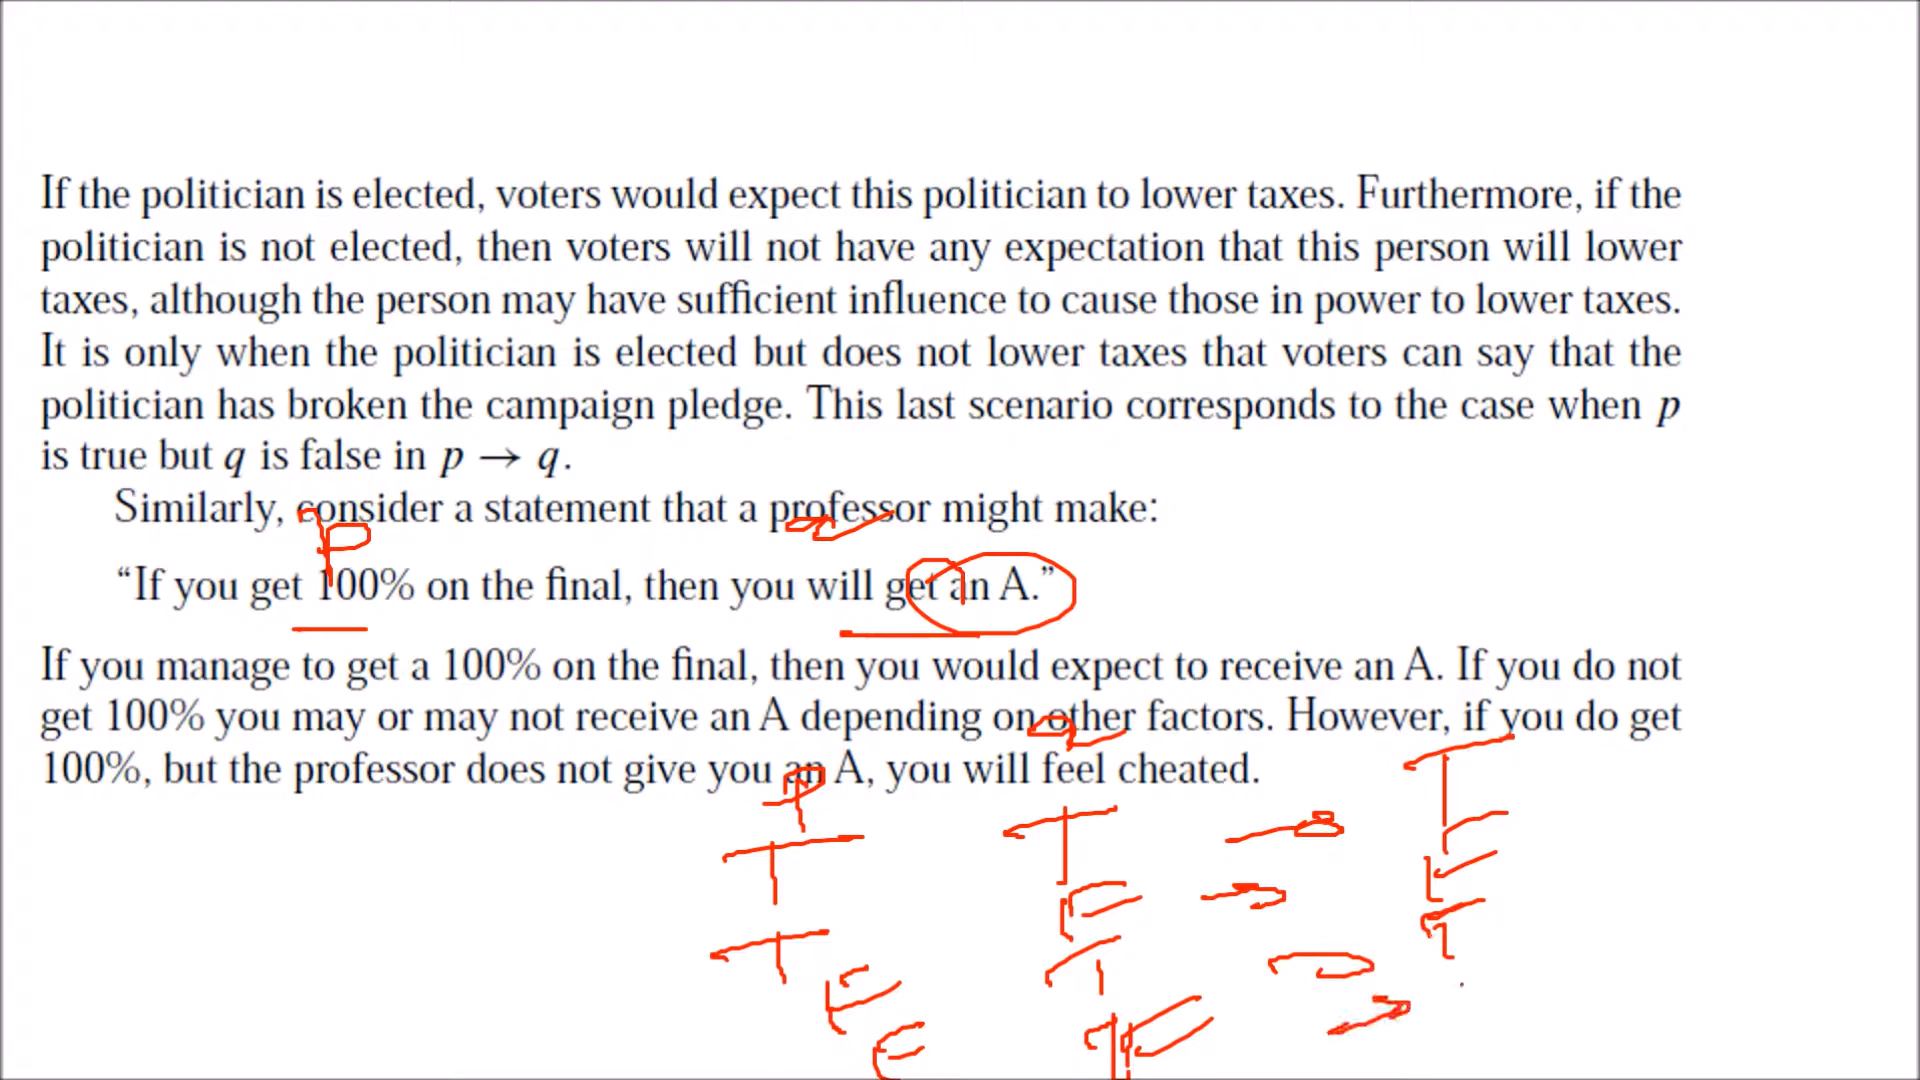 If the politician is elected, voters would expect this politician to lower taxes. Furthermore, if the
politician is not elected, then voters will not have any expectation that this person will lower
taxes, although the person may have sufficient influence to cause those in power to lower taxes.
It is only when the politician is elected but does not lower taxes that voters can say that the
politician has broken the campaign pledge. This last scenario corresponds to the case when p
is true but q is false in p → q.
Similarly, consider a statement that a professor might make:
P
“If you get 100% on the final, then you will get an A.”
If you manage to get a 100% on the final, then you would expect to receive an A. If you do not
get 100% you may or may not receive an A depending on other factors. However, if you do get
100%, but the professor does not give you an A, you will feel cheated.
P q
T T → T
T F → F
F T → T
F F →